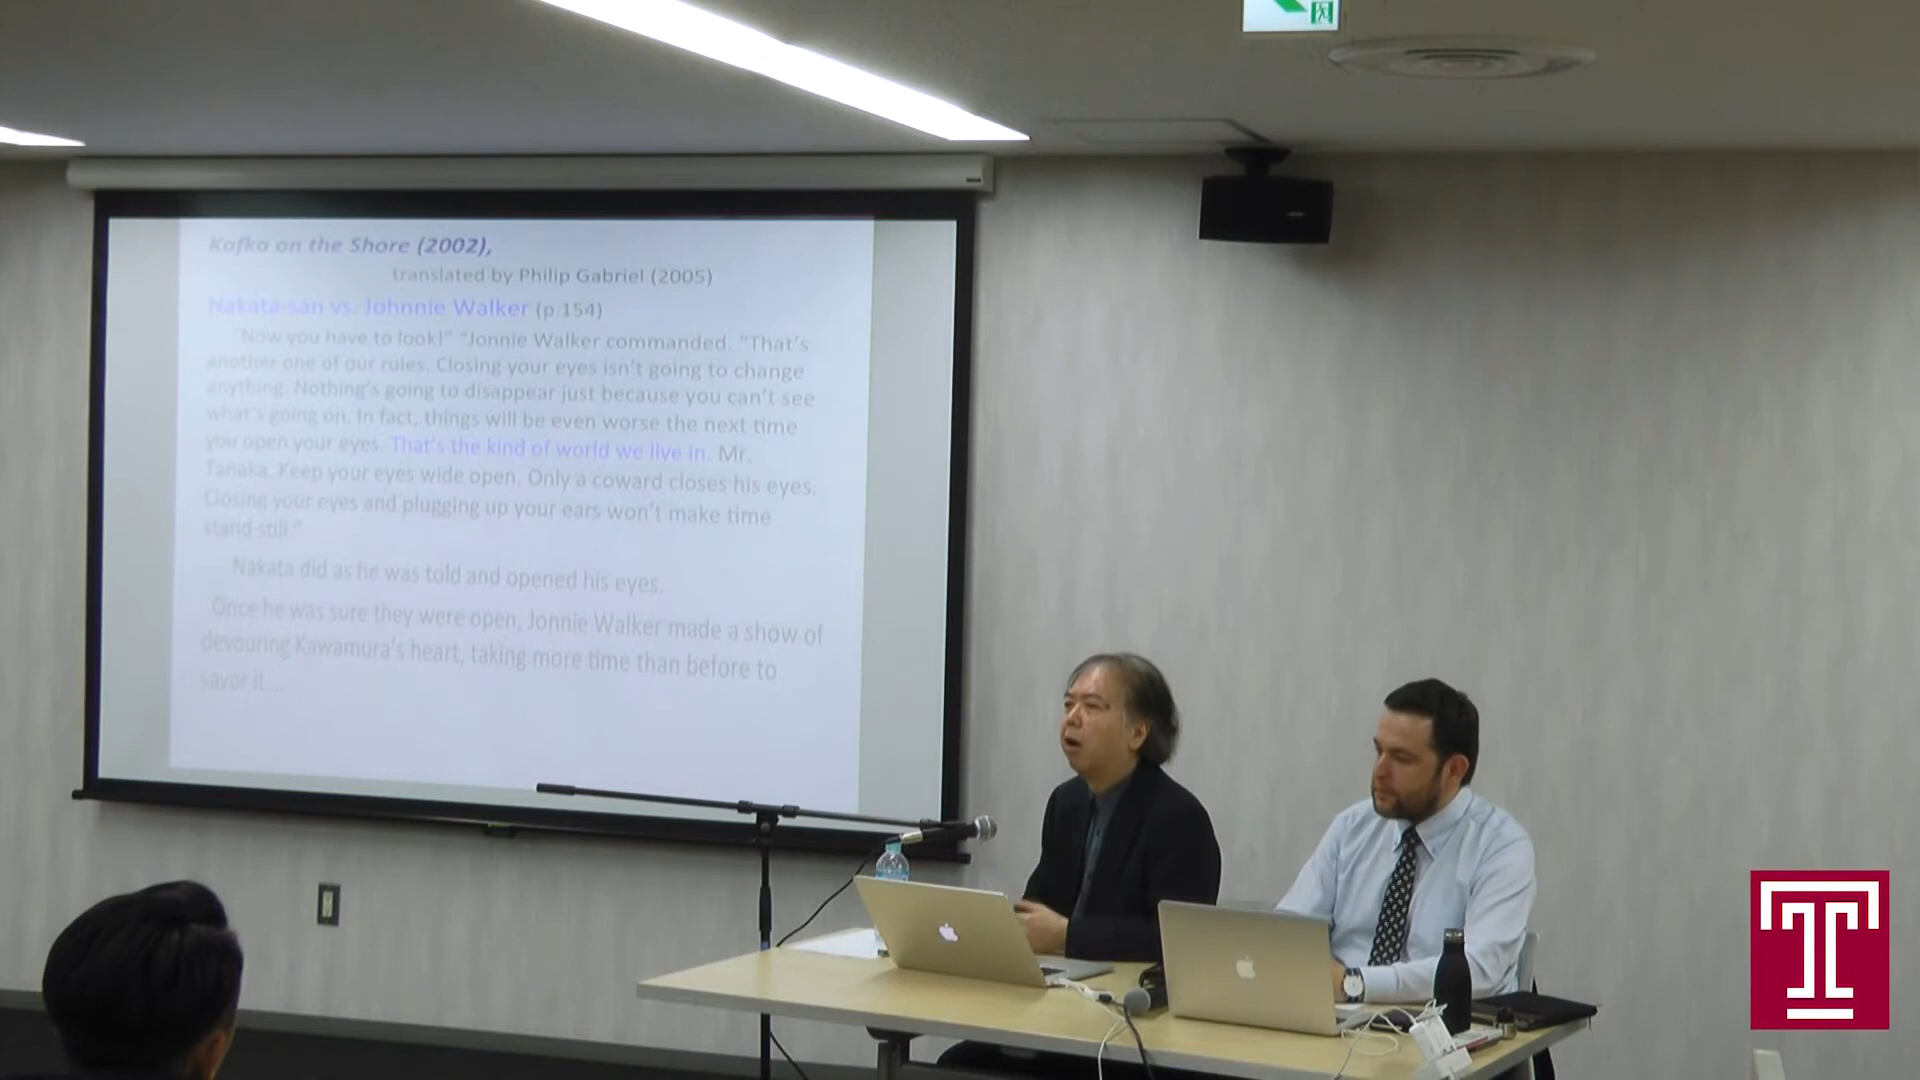 Kafka on the Shore (2002),
translated by Philip Gabriel (2005)
Nakata-san vs. Johnnie Walker (p.154)
"Now you have to look!" "Jonnie Walker commanded. "That's
another one of our rules. Closing your eyes isn't going to change
anything. Nothing's going to disappear just because you can't see
what's going on. In fact, things will be even worse the next time
you open your eyes. That's the kind of world we live in. Mr.
Tanaka. Keep your eyes wide open. Only a coward closes his eyes.
Closing your eyes and plugging up your ears won't make time
stand still."
Nakata did as he was told and opened his eyes.
Once he was sure they were open, Jonnie Walker made a show of
devouring Kawamura's heart, taking more time than before to
savor it....
T